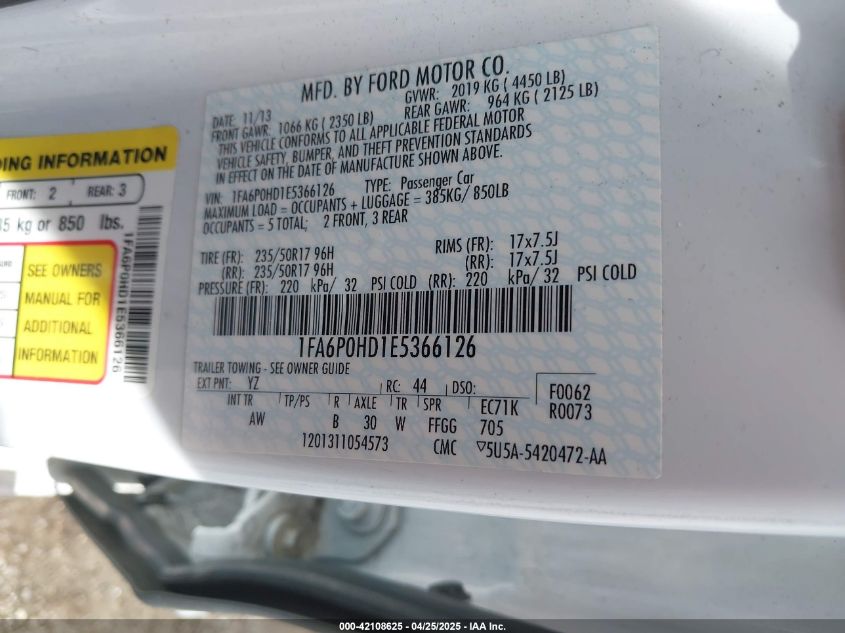 MFD. BY FORD MOTOR CO.
DATE: 11/13
GVWR: 2019 KG ( 4450 LB)
FRONT GAWR: 1066 KG ( 2350 LB)
REAR GAWR: 964 KG ( 2125 LB)
THIS VEHICLE CONFORMS TO ALL APPLICABLE FEDERAL MOTOR
VEHICLE SAFETY, BUMPER, AND THEFT PREVENTION STANDARDS
IN EFFECT ON THE DATE OF MANUFACTURE SHOWN ABOVE.
VIN: 1FA6P0HD1E5366126 TYPE: Passenger Car
MAXIMUM LOAD = OCCUPANTS + LUGGAGE = 385KG/ 850LB
OCCUPANTS = 5 TOTAL; 2 FRONT, 3 REAR
TIRE (FR): 235/50R17 96H RIMS (FR): 17x7.5J
(RR): 235/50R17 96H (RR): 17x7.5J
PRESSURE (FR): 220 kPa/ 32 PSI COLD (RR): 220 kPa/ 32 PSI COLD
1FA6P0HD1E5366126
TRAILER TOWING - SEE OWNER GUIDE
EXT PNT: YZ RC: 44 DSO:
F0062
R0073
INT TR TP/PS R AXLE TR SPR EC71K
AW B 30 W FFGG 705
1201311054573 CMC 5U5A-5420472-AA
DING INFORMATION
FRONT: 2 REAR: 3
85 kg or 850 lbs.
SEE OWNERS
MANUAL FOR
ADDITIONAL
INFORMATION
1FA6P0HD1E5366126
000-42108625 | 04/25/2025 - IAA Inc.